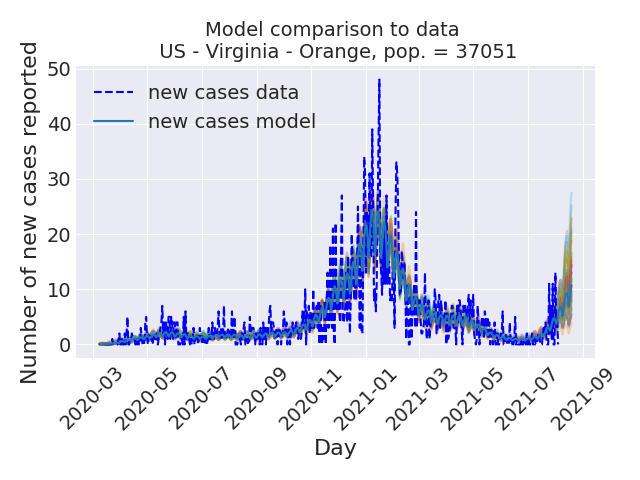 Model comparison to data
US - Virginia - Orange, pop. = 37051
Number of new cases reported
50
40
30
20
10
0
new cases data
new cases model
2020-03
2020-05
2020-07
2020-09
2020-11
2021-01
2021-03
2021-05
2021-07
2021-09
Day